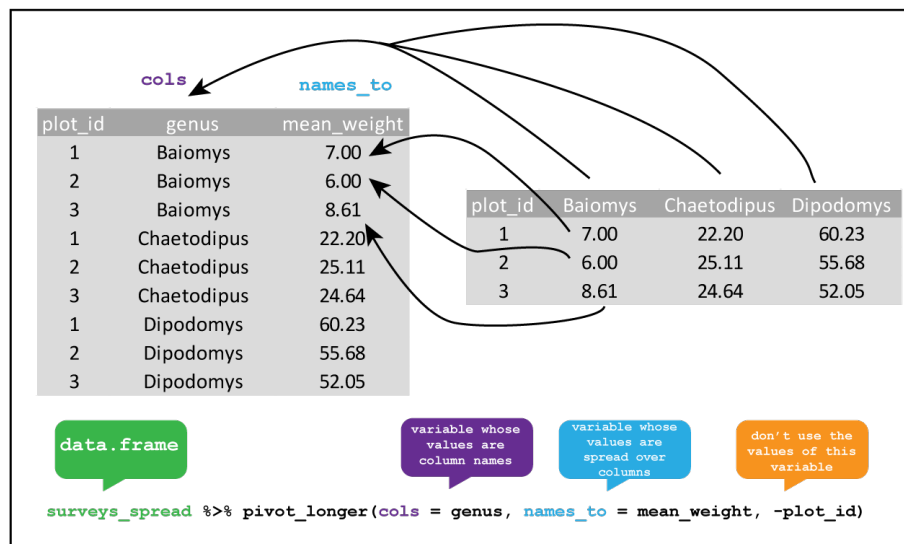 cols names_to
plot_id genus mean_weight
1 Baiomys 7.00
2 Baiomys 6.00
3 Baiomys 8.61
1 Chaetodipus 22.20
2 Chaetodipus 25.11
3 Chaetodipus 24.64
1 Dipodomys 60.23
2 Dipodomys 55.68
3 Dipodomys 52.05
plot_id Baiomys Chaetodipus Dipodomys
1 7.00 22.20 60.23
2 6.00 25.11 55.68
3 8.61 24.64 52.05
data.frame
variable whose
values are
column names
variable whose
values are
spread over
columns
don't use the
values of this
variable
surveys_spread %>% pivot_longer(cols = genus, names_to = mean_weight, -plot_id)